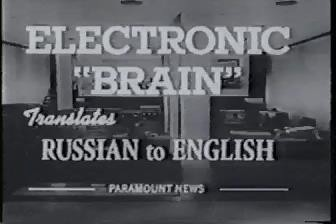 ELECTRONIC
"BRAIN"
Translates
RUSSIAN to ENGLISH
PARAMOUNT NEWS